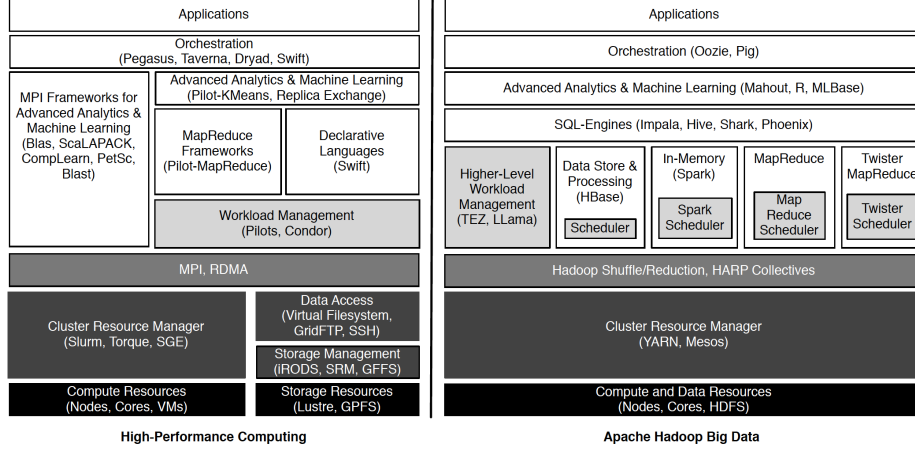 Applications
Orchestration
(Pegasus, Taverna, Dryad, Swift)
MPI Frameworks for
Advanced Analytics &
Machine Learning
(Blas, ScaLAPACK,
CompLearn, PetSc,
Blast)
Advanced Analytics & Machine Learning
(Pilot-KMeans, Replica Exchange)
MapReduce
Frameworks
(Pilot-MapReduce)
Declarative
Languages
(Swift)
Workload Management
(Pilots, Condor)
MPI, RDMA
Cluster Resource Manager
(Slurm, Torque, SGE)
Data Access
(Virtual Filesystem,
GridFTP, SSH)
Storage Management
(iRODS, SRM, GFFS)
Compute Resources
(Nodes, Cores, VMs)
Storage Resources
(Lustre, GPFS)
High-Performance Computing
Applications
Orchestration (Oozie, Pig)
Advanced Analytics & Machine Learning (Mahout, R, MLBase)
SQL-Engines (Impala, Hive, Shark, Phoenix)
Higher-Level
Workload
Management
(TEZ, LLama)
Data Store &
Processing
(HBase)
Scheduler
In-Memory
(Spark)
Spark
Scheduler
MapReduce
Map
Reduce
Scheduler
Twister
MapReduce
Twister
Scheduler
Hadoop Shuffle/Reduction, HARP Collectives
Cluster Resource Manager
(YARN, Mesos)
Compute and Data Resources
(Nodes, Cores, HDFS)
Apache Hadoop Big Data